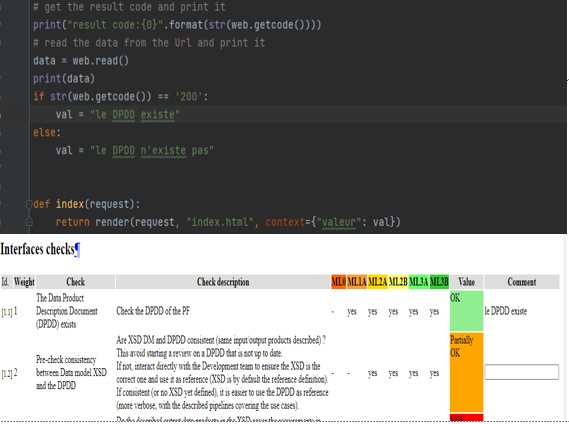 # get the result code and print it
print("result code:{0}".format(str(web.getcode())))
# read the data from the Url and print it
data = web.read()
print(data)
if str(web.getcode()) == '200':
val = "le DPDD existe"
else:
val = "le DPDD n'existe pas"
def index(request):
return render(request, "index.html", context={"valeur": val})
Interfaces checks¶
Id. Weight Check Check description ML0 ML1A ML2A ML2B ML3A ML3B Value Comment
[1.1] 1 The Data Product Description Document (DPDD) exists Check the DPDD of the PF - yes yes yes yes yes OK le DPDD existe
[1.2] 2 Pre-check consistency between Data model XSD and the DPDD
Are XSD DM and DPDD consistent (same input/output products described) ?
This avoid starting a review on a DPDD that is not up to date.
If not, interact directly with the Development team to ensure the XSD is the
correct one and use it as reference (XSD is by default the reference definition).
If consistent (or no XSD yet defined), it is easier to use the DPDD as reference
(more verbose, with the described pipelines covering the use cases).
- - yes yes yes yes Partially OK